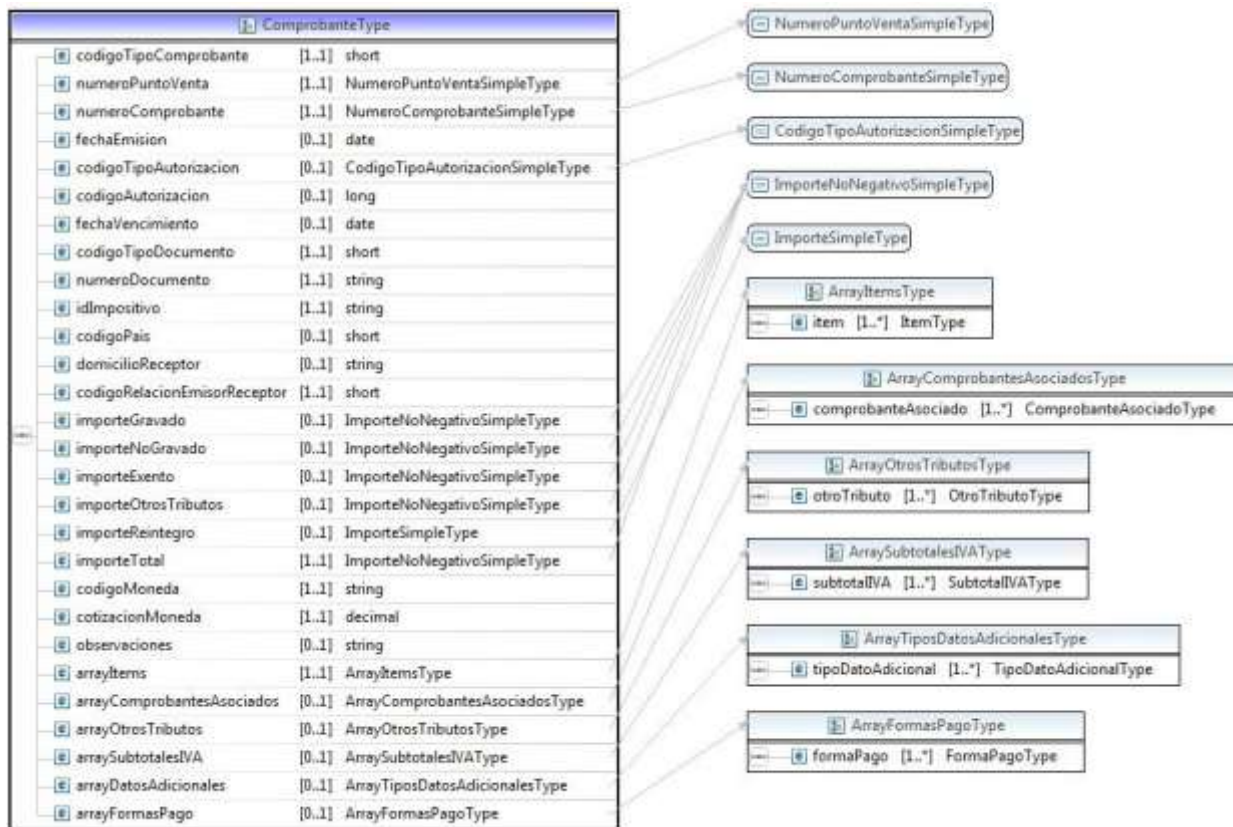 ComprobanteType
codigoTipoComprobante [1..1] short
numeroPuntoVenta [1..1] NumeroPuntoVentaSimpleType
numeroComprobante [1..1] NumeroComprobanteSimpleType
fechaEmision [0..1] date
codigoTipoAutorizacion [0..1] CodigoTipoAutorizacionSimpleType
codigoAutorizacion [0..1] long
fechaVencimiento [0..1] date
codigoTipoDocumento [1..1] short
numeroDocumento [1..1] string
idImpositivo [1..1] string
codigoPais [0..1] short
domicilioReceptor [0..1] string
codigoRelacionEmisorReceptor [1..1] short
importeGravado [0..1] ImporteNoNegativoSimpleType
importeNoGravado [0..1] ImporteNoNegativoSimpleType
importeExento [0..1] ImporteNoNegativoSimpleType
importeOtrosTributos [0..1] ImporteNoNegativoSimpleType
importeReintegro [0..1] ImporteSimpleType
importeTotal [1..1] ImporteNoNegativoSimpleType
codigoMoneda [1..1] string
cotizacionMoneda [1..1] decimal
observaciones [0..1] string
arrayItems [1..1] ArrayItemsType
arrayComprobantesAsociados [0..1] ArrayComprobantesAsociadosType
arrayOtrosTributos [0..1] ArrayOtrosTributosType
arraySubtotalesIVA [0..1] ArraySubtotalesIVAType
arrayDatosAdicionales [0..1] ArrayTiposDatosAdicionalesType
arrayFormasPago [0..1] ArrayFormasPagoType
NumeroPuntoVentaSimpleType
NumeroComprobanteSimpleType
CodigoTipoAutorizacionSimpleType
ImporteNoNegativoSimpleType
ImporteSimpleType
ArrayItemsType
item [1..*] ItemType
ArrayComprobantesAsociadosType
comprobanteAsociado [1..*] ComprobanteAsociadoType
ArrayOtrosTributosType
otroTributo [1..*] OtroTributoType
ArraySubtotalesIVAType
subtotalIVA [1..*] SubtotalIVAType
ArrayTiposDatosAdicionalesType
tipoDatoAdicional [1..*] TipoDatoAdicionalType
ArrayFormasPagoType
formaPago [1..*] FormaPagoType